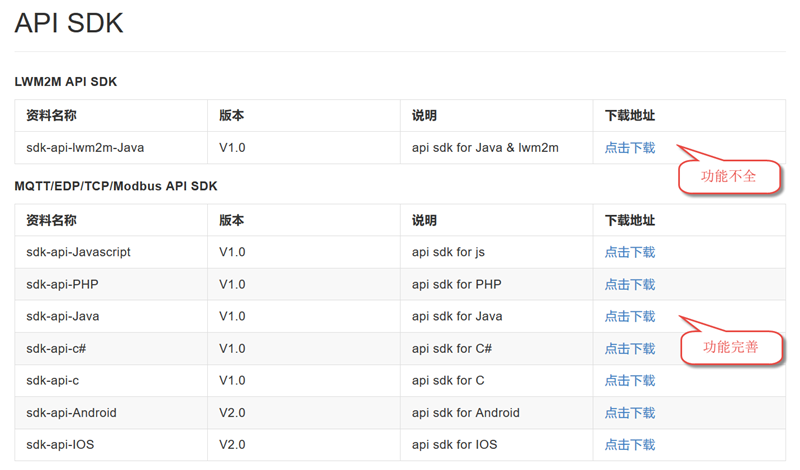 API SDK
LWM2M API SDK
资料名称 版本 说明 下载地址
sdk-api-lwm2m-Java V1.0 api sdk for Java & lwm2m 点击下载
功能不全
MQTT/EDP/TCP/Modbus API SDK
资料名称 版本 说明 下载地址
sdk-api-Javascript V1.0 api sdk for js 点击下载
sdk-api-PHP V1.0 api sdk for PHP 点击下载
sdk-api-Java V1.0 api sdk for Java 点击下载
功能完善
sdk-api-c# V1.0 api sdk for C# 点击下载
sdk-api-c V1.0 api sdk for C 点击下载
sdk-api-Android V2.0 api sdk for Android 点击下载
sdk-api-IOS V2.0 api sdk for IOS 点击下载